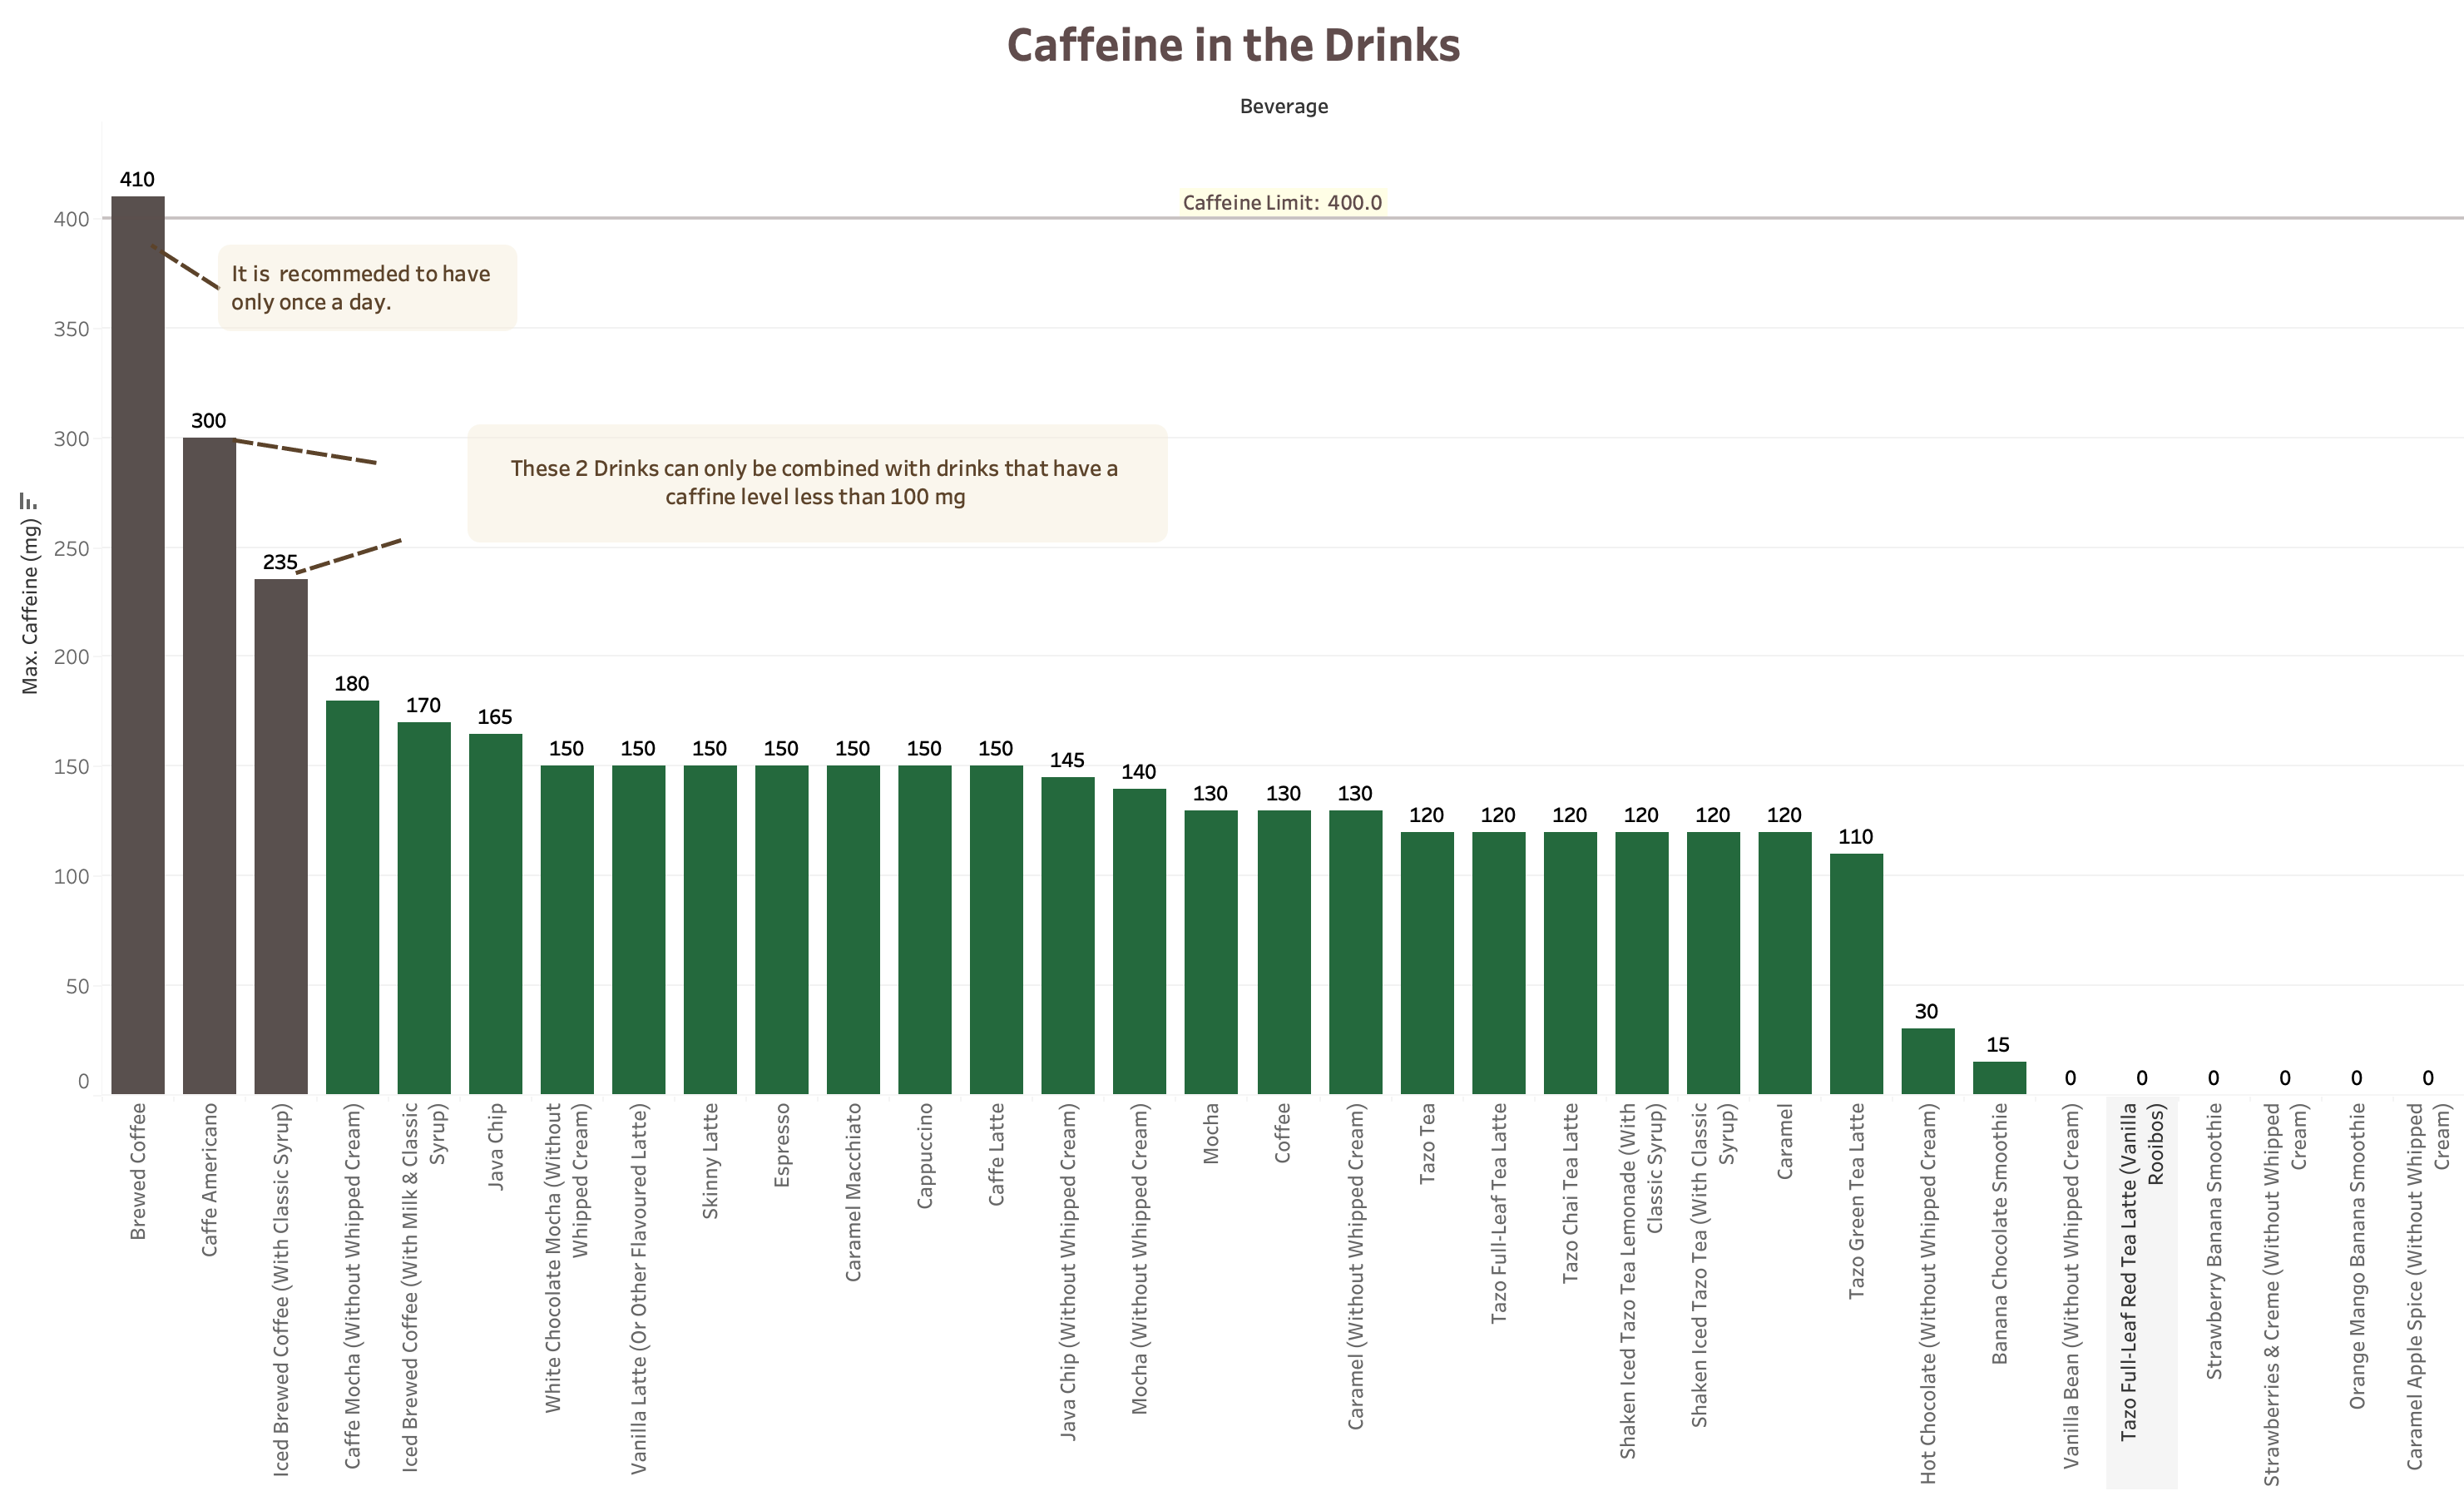 Caffeine in the Drinks
Beverage
Max. Caffeine (mg)
400
350
300
250
200
150
100
50
0
Caffeine Limit: 400.0
It is recommeded to have
only once a day.
These 2 Drinks can only be combined with drinks that have a
caffine level less than 100 mg
410
300
235
180
170
165
150
150
150
150
150
150
150
145
140
130
130
130
120
120
120
120
120
120
110
30
15
0
0
0
0
0
0
Brewed Coffee
Caffe Americano
Iced Brewed Coffee (With Classic Syrup)
Caffe Mocha (Without Whipped Cream)
Iced Brewed Coffee (With Milk & Classic
Syrup)
Java Chip
White Chocolate Mocha (Without
Whipped Cream)
Vanilla Latte (Or Other Flavoured Latte)
Skinny Latte
Espresso
Caramel Macchiato
Cappuccino
Caffe Latte
Java Chip (Without Whipped Cream)
Mocha (Without Whipped Cream)
Mocha
Coffee
Caramel (Without Whipped Cream)
Tazo Tea
Tazo Full-Leaf Tea Latte
Tazo Chai Tea Latte
Shaken Iced Tazo Tea Lemonade (With
Classic Syrup)
Shaken Iced Tazo Tea (With Classic
Syrup)
Caramel
Tazo Green Tea Latte
Hot Chocolate (Without Whipped Cream)
Banana Chocolate Smoothie
Vanilla Bean (Without Whipped Cream)
Tazo Full-Leaf Red Tea Latte (Vanilla
Rooibos)
Strawberry Banana Smoothie
Strawberries & Creme (Without Whipped
Cream)
Orange Mango Banana Smoothie
Caramel Apple Spice (Without Whipped
Cream)